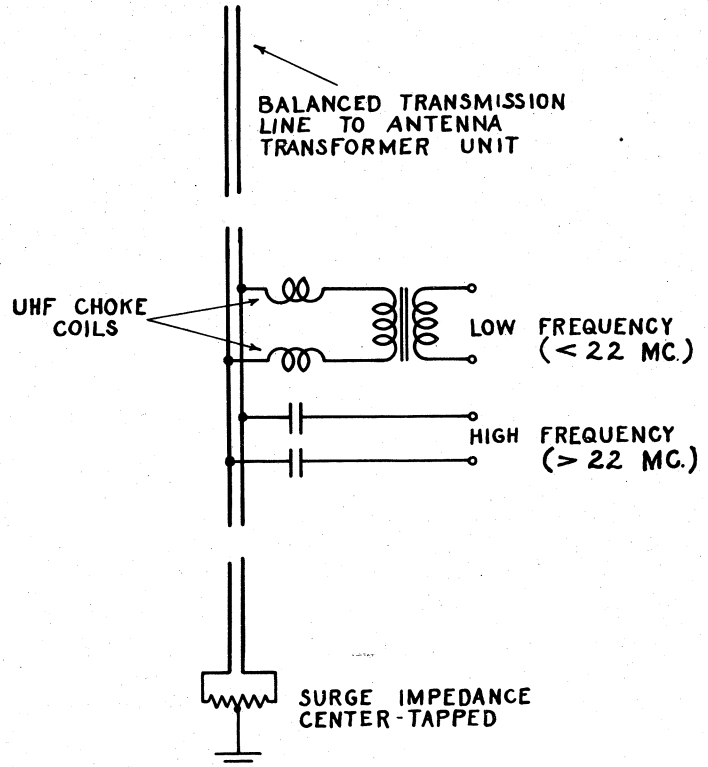 BALANCED TRANSMISSION
LINE TO ANTENNA
TRANSFORMER UNIT
UHF CHOKE
COILS
LOW FREQUENCY
(< 22 MC.)
HIGH FREQUENCY
(> 22 MC.)
SURGE IMPEDANCE
CENTER-TAPPED